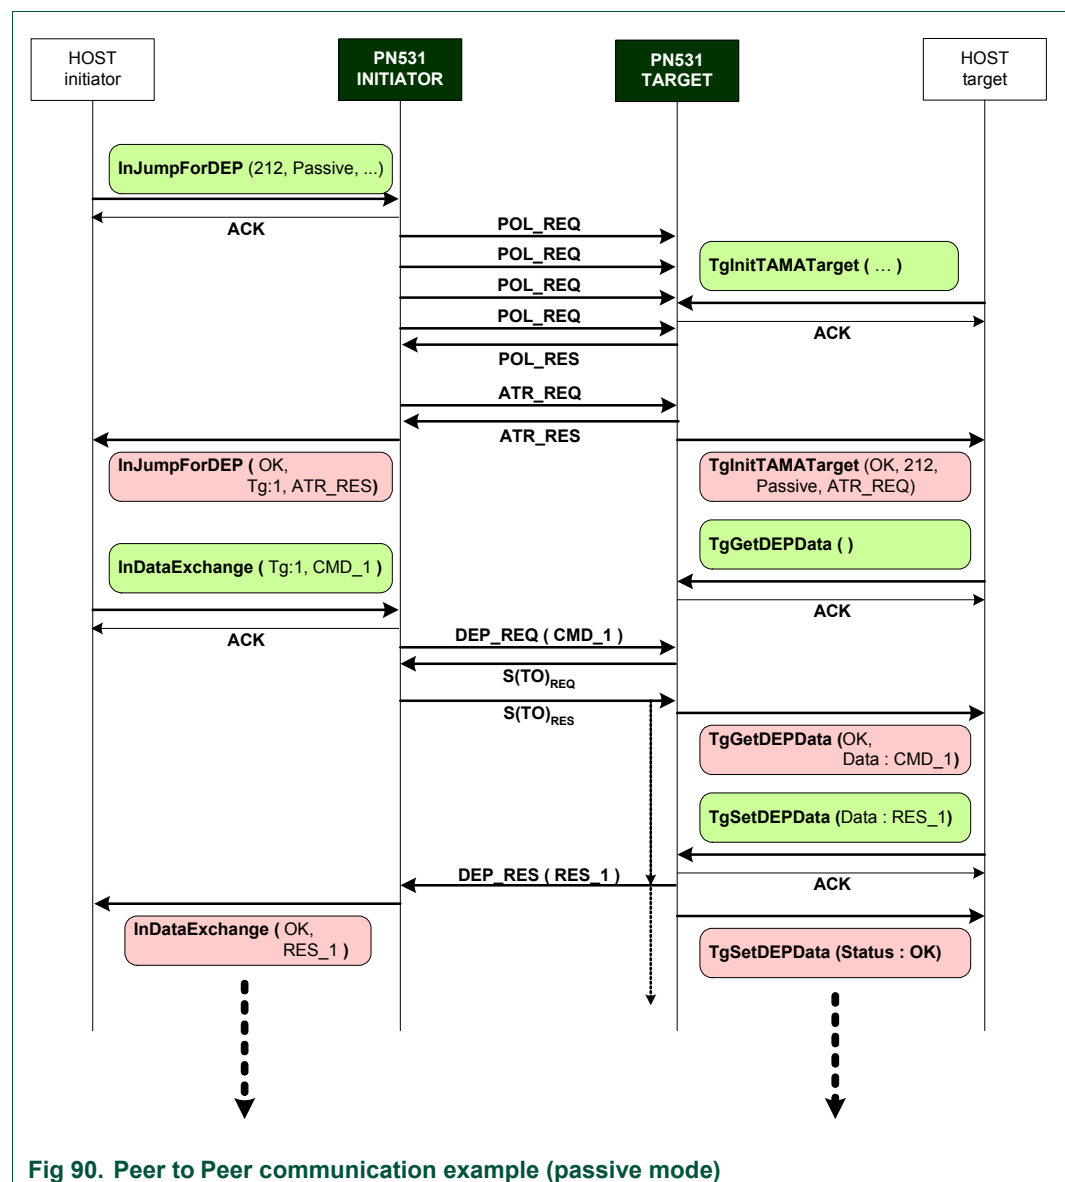 HOST
initiator
PN531
INITIATOR
PN531
TARGET
HOST
target
InJumpForDEP (212, Passive, ...)
ACK
POL_REQ
POL_REQ
TgInitTAMATarget ( ... )
POL_REQ
POL_REQ
ACK
POL_RES
ATR_REQ
ATR_RES
InJumpForDEP ( OK,
Tg:1, ATR_RES)
TgInitTAMATarget (OK, 212,
Passive, ATR_REQ)
TgGetDEPData ( )
InDataExchange ( Tg:1, CMD_1 )
ACK
ACK
DEP_REQ ( CMD_1 )
S(TO)REQ
S(TO)RES
TgGetDEPData (OK,
Data : CMD_1)
TgSetDEPData (Data : RES_1)
DEP_RES ( RES_1 )
ACK
InDataExchange ( OK,
RES_1 )
TgSetDEPData (Status : OK)
Fig 90. Peer to Peer communication example (passive mode)